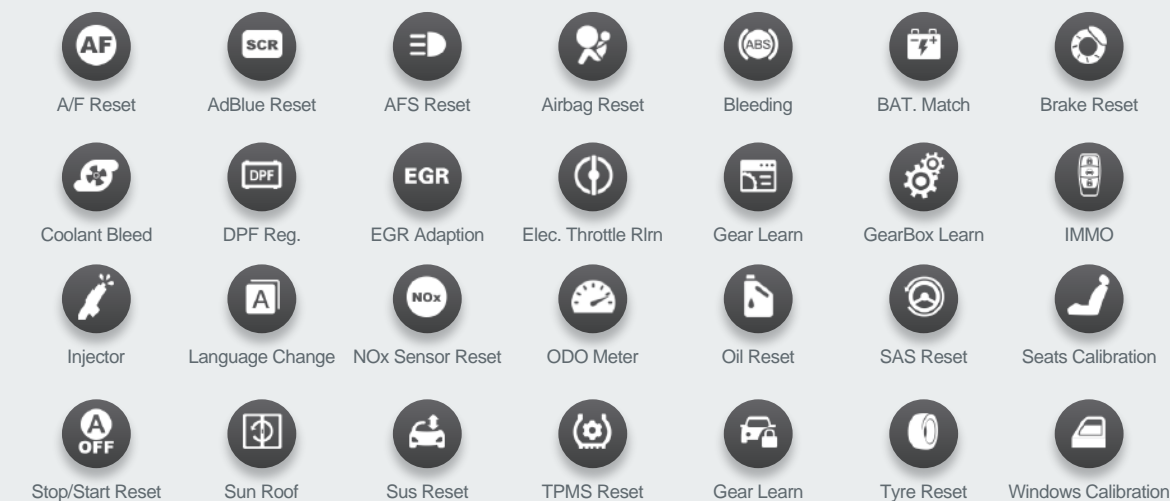 AF SCR ABS
A/F Reset AdBlue Reset AFS Reset Airbag Reset Bleeding BAT. Match Brake Reset
DPF EGR
Coolant Bleed DPF Reg. EGR Adaption Elec. Throttle Rlrn Gear Learn GearBox Learn IMMO
A NOx
Injector Language Change NOx Sensor Reset ODO Meter Oil Reset SAS Reset Seats Calibration
A
OFF
Stop/Start Reset Sun Roof Sus Reset TPMS Reset Gear Learn Tyre Reset Windows Calibration